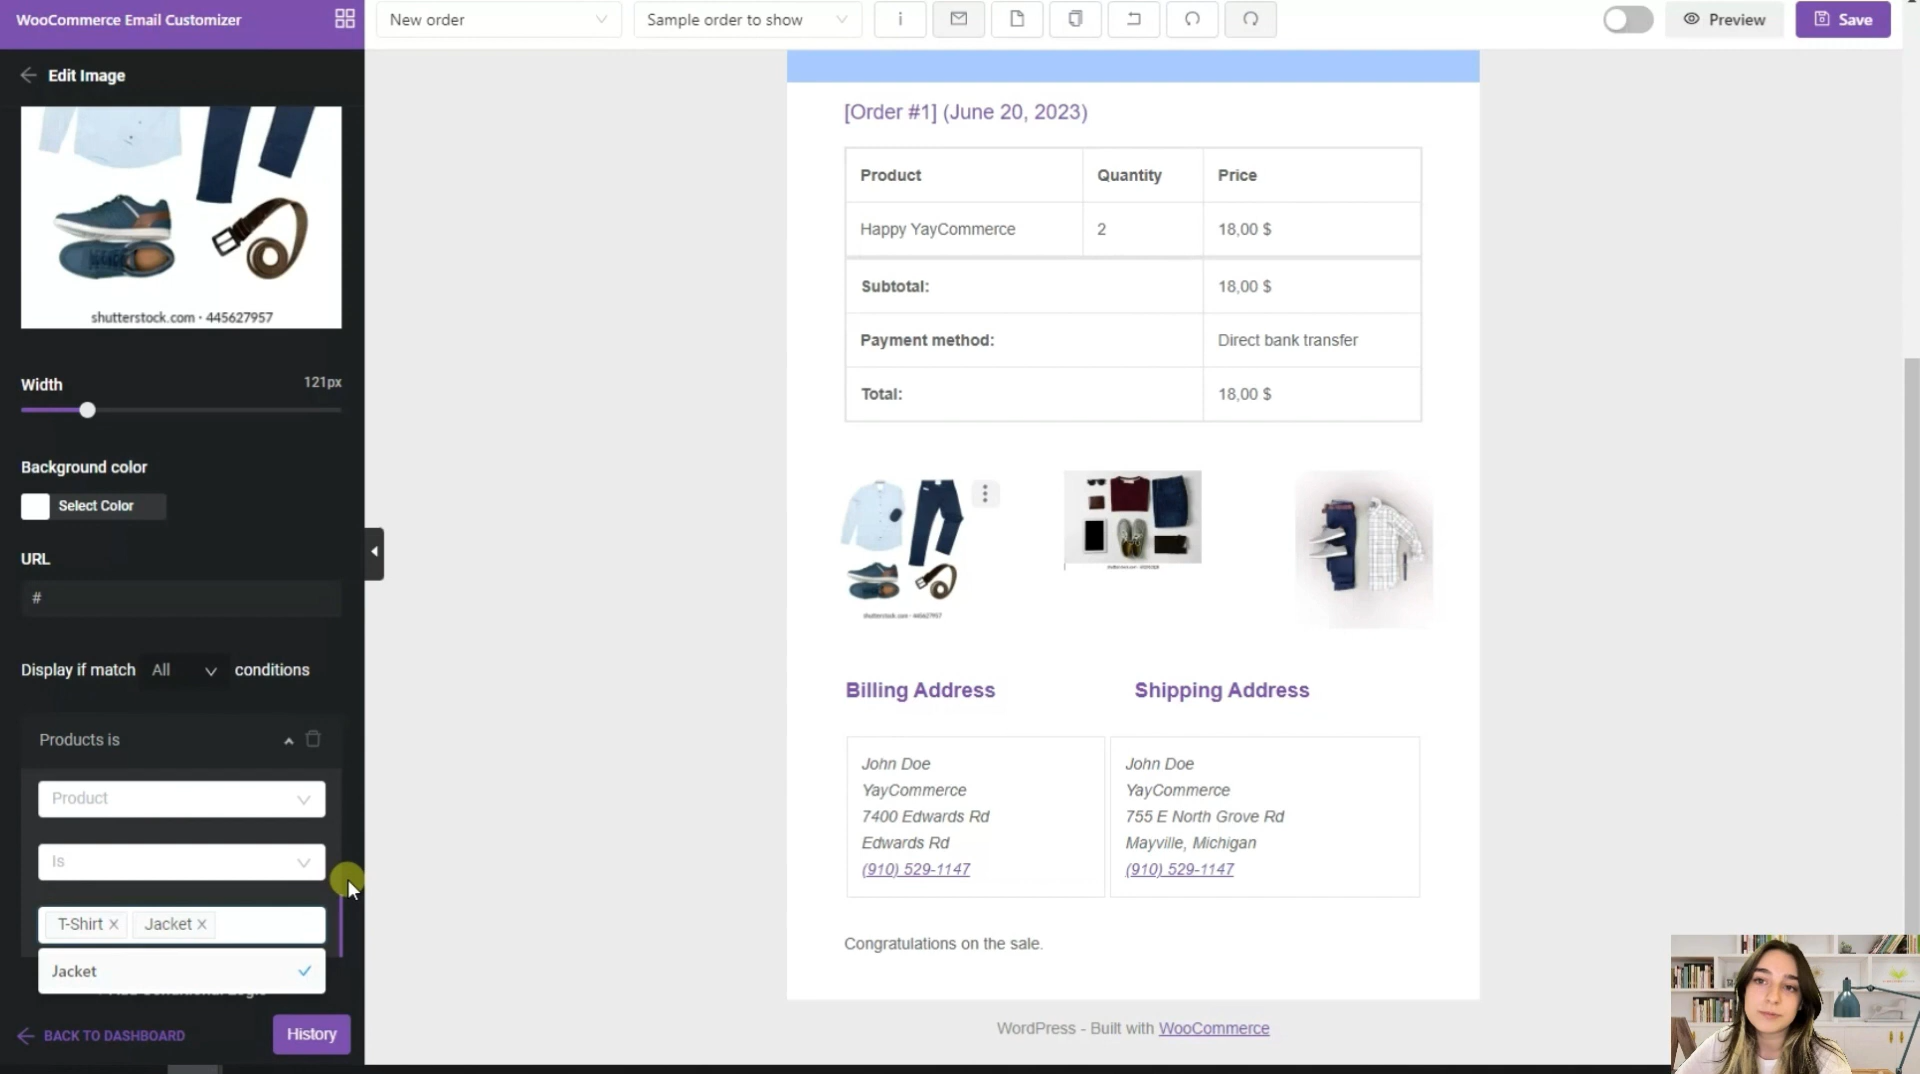 WooCommerce Email Customizer
New order
Sample order to show
Preview
Save
Edit Image
shutterstock.com · 445627957
Width
121px
Background color
Select Color
URL
#
Display if match All conditions
Products is
Product
Is
T-Shirt × Jacket ×
Jacket
BACK TO DASHBOARD
History
[Order #1] (June 20, 2023)
Product Quantity Price
Happy YayCommerce 2 18,00 $
Subtotal: 18,00 $
Payment method: Direct bank transfer
Total: 18,00 $
Billing Address
Shipping Address
John Doe
YayCommerce
7400 Edwards Rd
Edwards Rd
(910) 529-1147
John Doe
YayCommerce
755 E North Grove Rd
Mayville, Michigan
(910) 529-1147
Congratulations on the sale.
WordPress - Built with WooCommerce